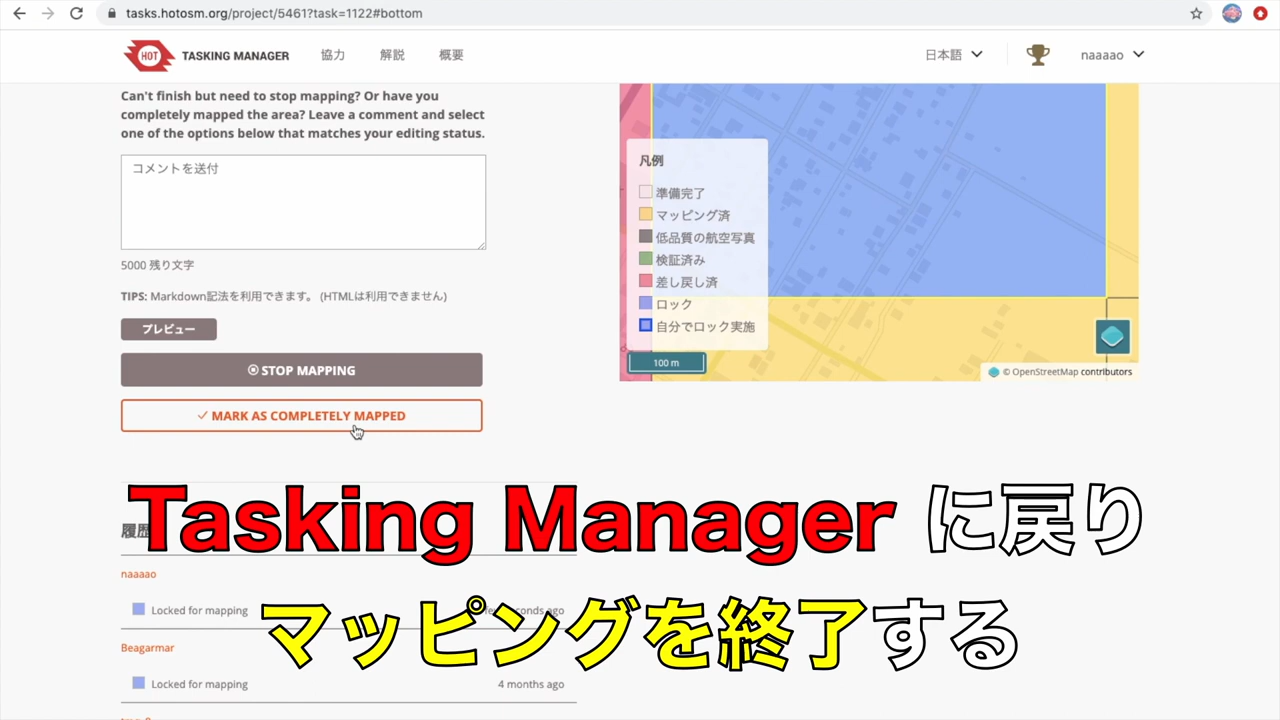 tasks.hotosm.org/project/5461?task=1122#bottom
HOT TASKING MANAGER 協力 解説 概要 日本語 naaaao
Can't finish but need to stop mapping? Or have you
completely mapped the area? Leave a comment and select
one of the options below that matches your editing status.
コメントを送付
5000 残り文字
TIPS: Markdown記法を利用できます。 (HTMLは利用できません)
プレビュー
STOP MAPPING
MARK AS COMPLETELY MAPPED
凡例
準備完了
マッピング済
低品質の航空写真
検証済み
差し戻し済
ロック
自分でロック実施
100 m
© OpenStreetMap contributors
Tasking Manager に戻り
履歴
naaaao
Locked for mapping seconds ago
マッピングを終了する
Beagarmar
Locked for mapping 4 months ago